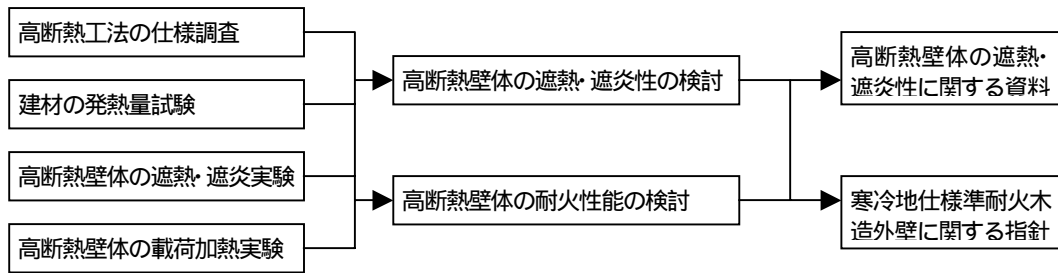 高断熱工法の仕様調査
建材の発熱量試験
高断熱壁体の遮熱・遮炎実験
高断熱壁体の載荷加熱実験
高断熱壁体の遮熱・遮炎性の検討
高断熱壁体の耐火性能の検討
高断熱壁体の遮熱・
遮炎性に関する資料
寒冷地仕様準耐火木
造外壁に関する指針